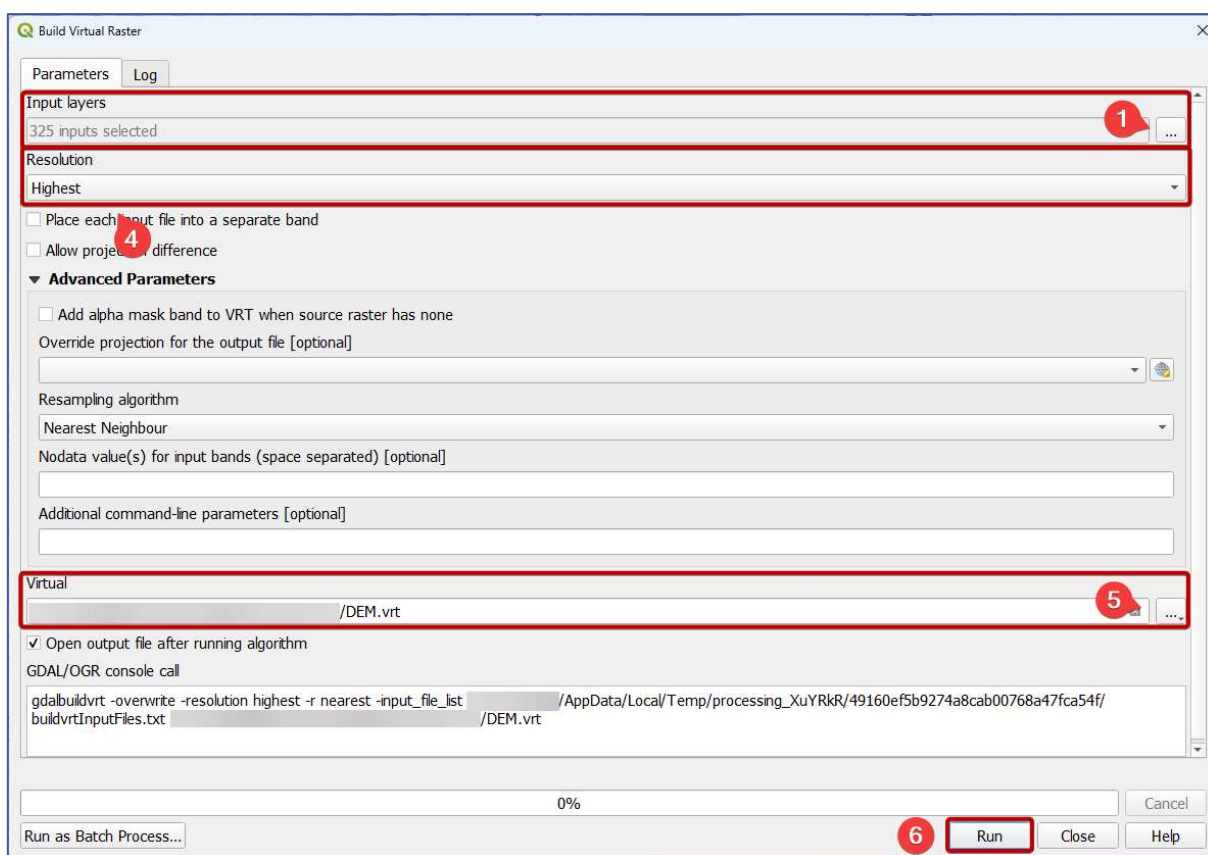 Build Virtual Raster
Parameters Log
Input layers
325 inputs selected
1
...
Resolution
Highest
Place each input file into a separate band
4
Allow projection difference
Advanced Parameters
Add alpha mask band to VRT when source raster has none
Override projection for the output file [optional]
Resampling algorithm
Nearest Neighbour
Nodata value(s) for input bands (space separated) [optional]
Additional command-line parameters [optional]
Virtual
/DEM.vrt
5
...
Open output file after running algorithm
GDAL/OGR console call
gdalbuildvrt -overwrite -resolution highest -r nearest -input_file_list /AppData/Local/Temp/processing_XuYRkR/49160ef5b9274a8cab00768a47fca54f/
buildvrtInputFiles.txt /DEM.vrt
0%
Cancel
Run as Batch Process...
6
Run
Close
Help